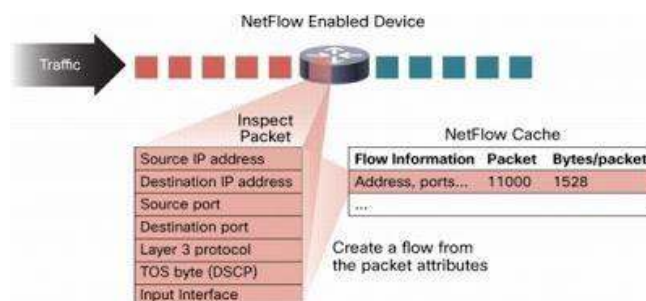 NetFlow Enabled Device
Traffic
Inspect
Packet
Source IP address
Destination IP address
Source port
Destination port
Layer 3 protocol
TOS byte (DSCP)
Input Interface
NetFlow Cache
Flow Information Packet Bytes/packet
Address, ports... 11000 1528
...
Create a flow from
the packet attributes